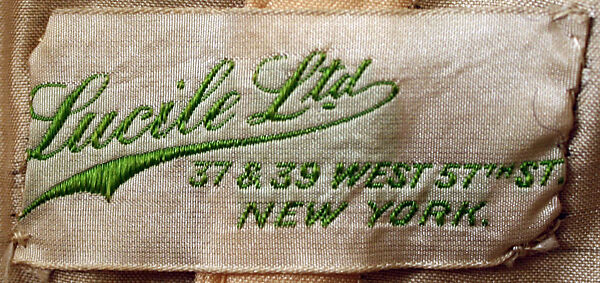 Lucile Ltd
37 & 39 WEST 57TH ST
NEW YORK.